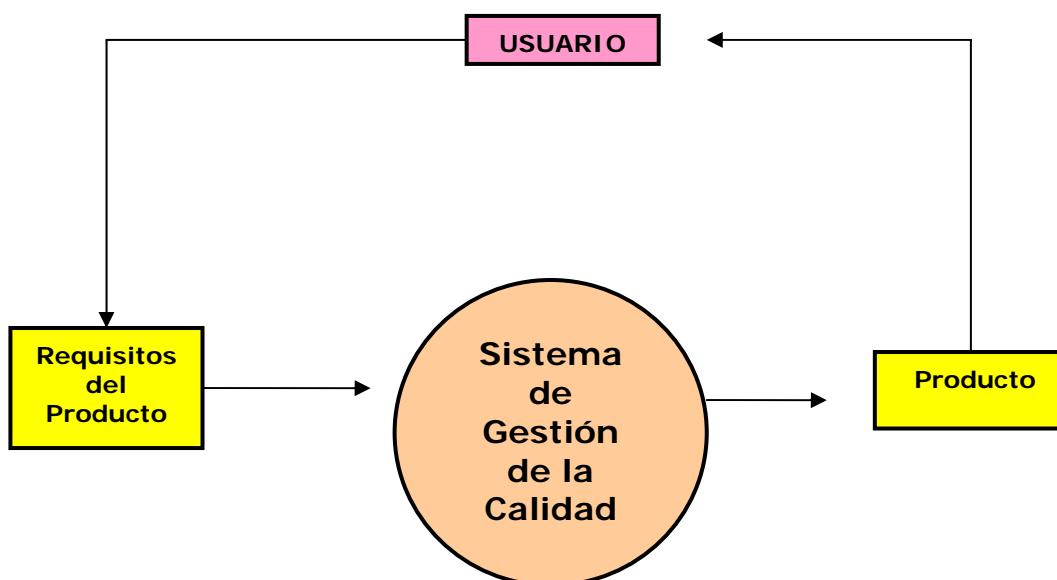 USUARIO
Requisitos
del
Producto
Sistema
de
Gestión
de la
Calidad
Producto